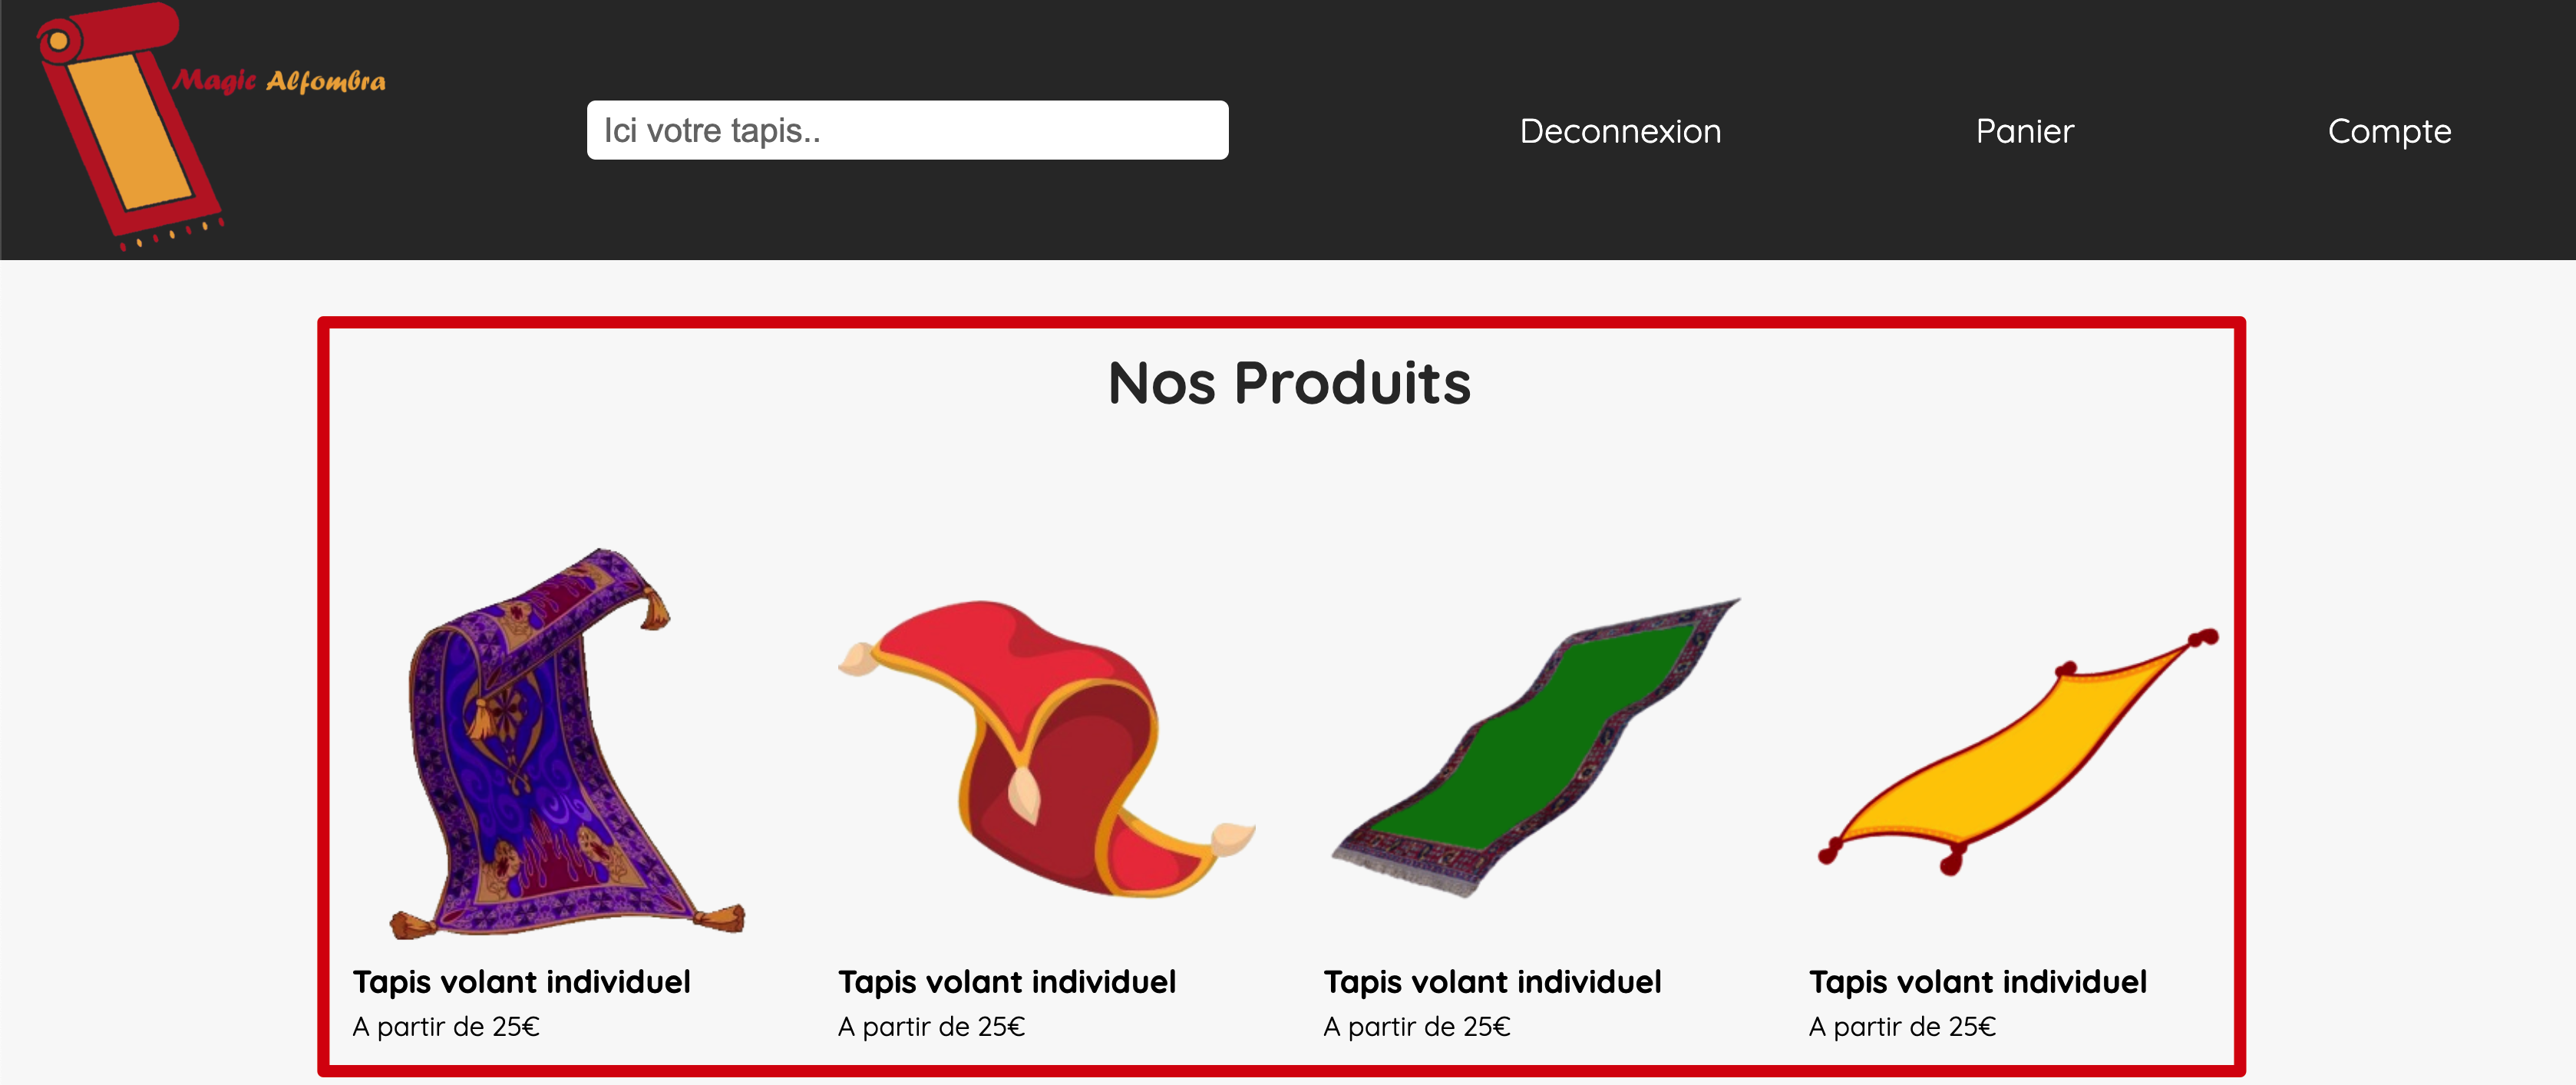 Magic Alfombra
Ici votre tapis..
Deconnexion
Panier
Compte
Nos Produits
Tapis volant individuel
A partir de 25€
Tapis volant individuel
A partir de 25€
Tapis volant individuel
A partir de 25€
Tapis volant individuel
A partir de 25€